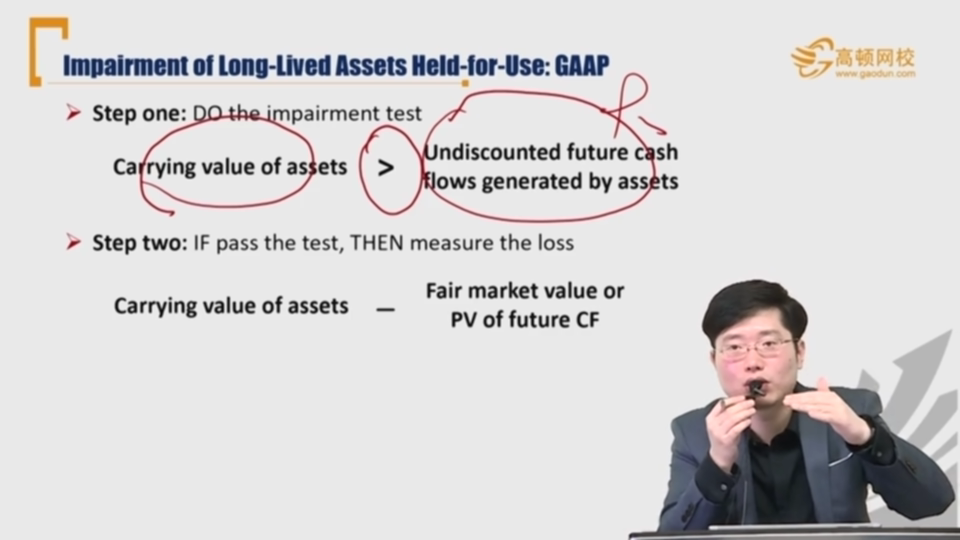 Impairment of Long-Lived Assets Held-for-Use: GAAP
高顿网校
www.gaodun.com
Step one: DO the impairment test
Carrying value of assets > Undiscounted future cash
flows generated by assets
Step two: IF pass the test, THEN measure the loss
Carrying value of assets — Fair market value or
PV of future CF